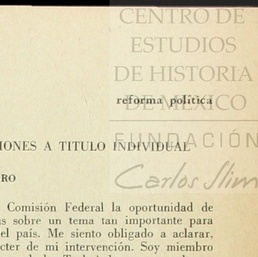 CENTRO DE
ESTUDIOS
DE HISTORIA
DE MÉXICO
reforma política
FUNDACIÓN
IONES A TITULO INDIVIDUAL
Carlos Slim
RO
Comisión Federal la oportunidad de
s sobre un tema tan importante para
el país. Me siento obligado a aclarar,
cter de mi intervención. Soy miembro